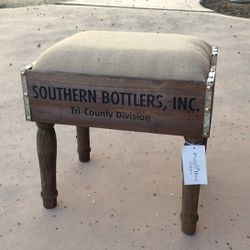 SOUTHERN BOTTLERS, INC.
Tri-County Division